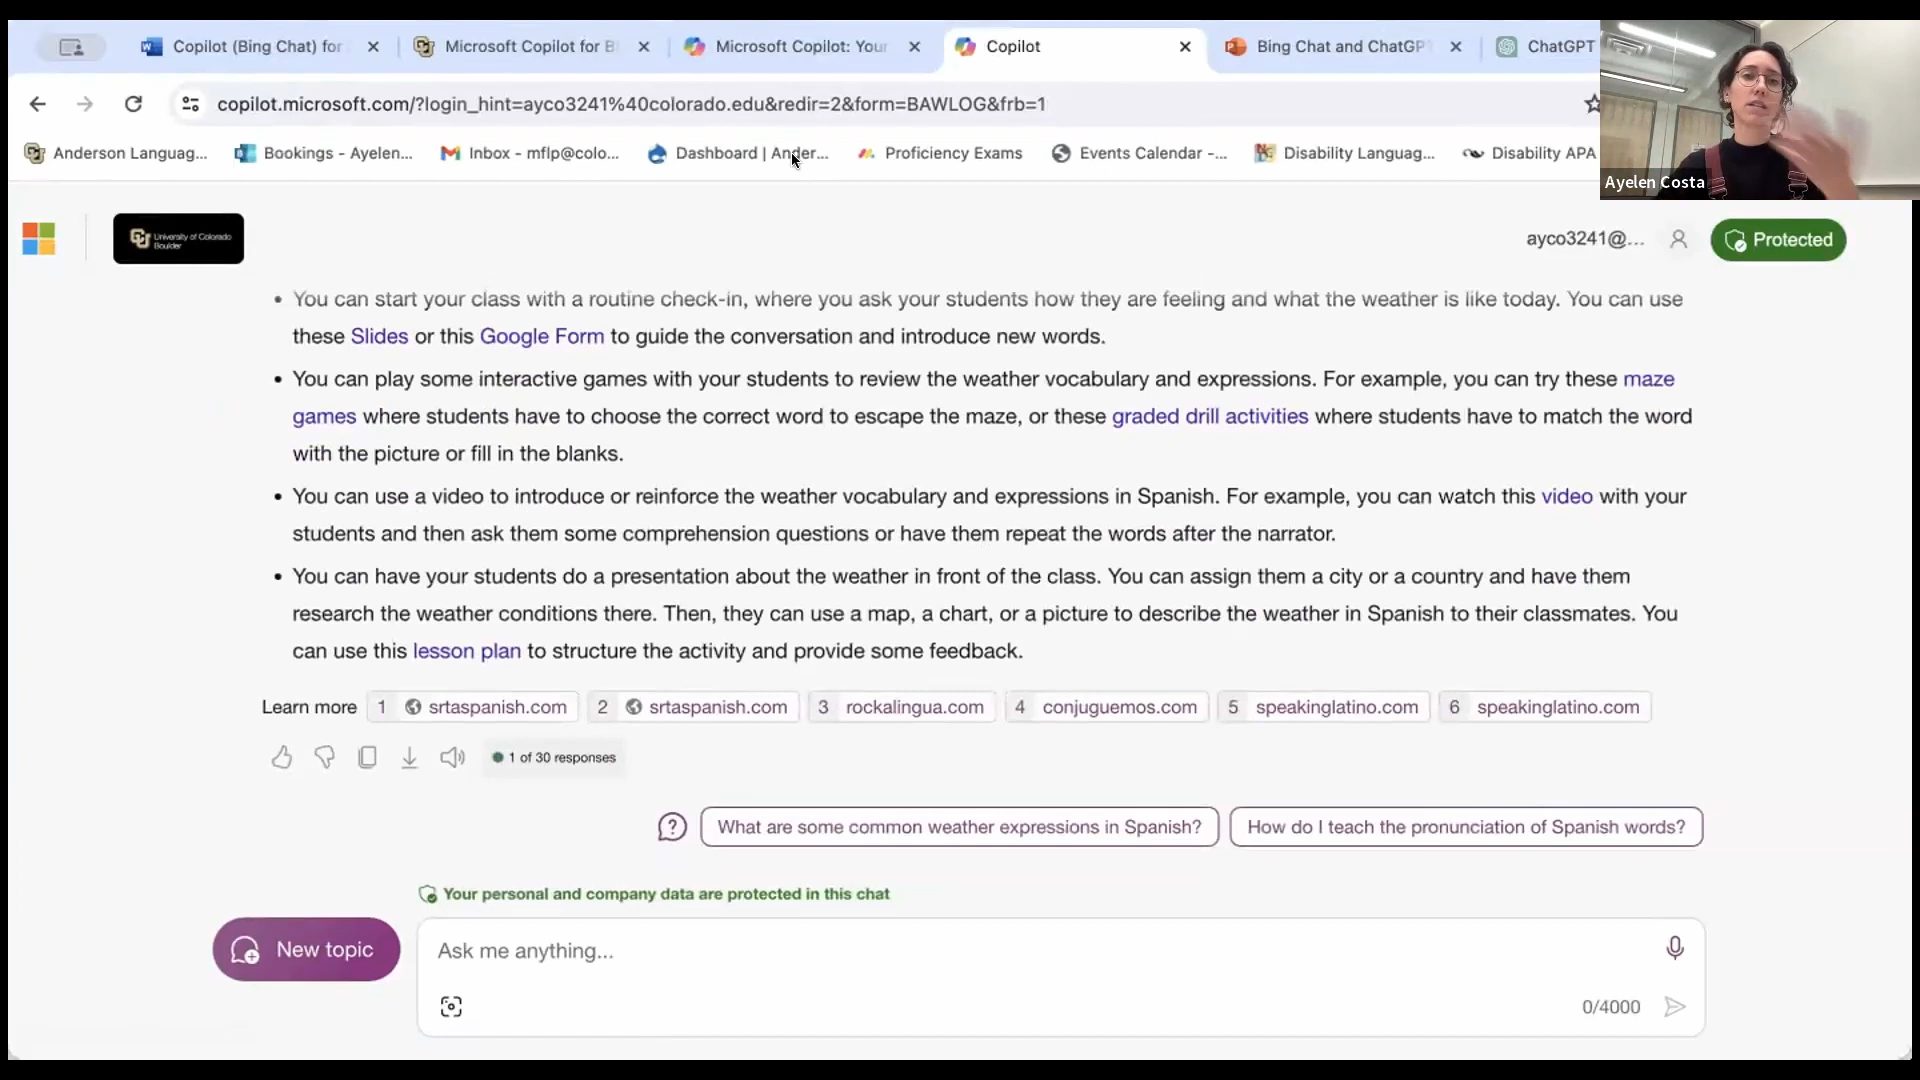 Copilot (Bing Chat) for
Microsoft Copilot for B
Microsoft Copilot: Your
Copilot
Bing Chat and ChatGP
ChatGPT
copilot.microsoft.com/?login_hint=ayco3241%40colorado.edu&redir=2&form=BAWLOG&frb=1
Anderson Languag...
Bookings - Ayelen...
Inbox - mflp@colo...
Dashboard | Ander...
Proficiency Exams
Events Calendar -...
Disability Languag...
Disability APA
Ayelen Costa
University of Colorado
Boulder
ayco3241@...
Protected
• You can start your class with a routine check-in, where you ask your students how they are feeling and what the weather is like today. You can use
these Slides or this Google Form to guide the conversation and introduce new words.
• You can play some interactive games with your students to review the weather vocabulary and expressions. For example, you can try these maze
games where students have to choose the correct word to escape the maze, or these graded drill activities where students have to match the word
with the picture or fill in the blanks.
• You can use a video to introduce or reinforce the weather vocabulary and expressions in Spanish. For example, you can watch this video with your
students and then ask them some comprehension questions or have them repeat the words after the narrator.
• You can have your students do a presentation about the weather in front of the class. You can assign them a city or a country and have them
research the weather conditions there. Then, they can use a map, a chart, or a picture to describe the weather in Spanish to their classmates. You
can use this lesson plan to structure the activity and provide some feedback.
Learn more 1 srtaspanish.com 2 srtaspanish.com 3 rockalingua.com 4 conjuguemos.com 5 speakinglatino.com 6 speakinglatino.com
1 of 30 responses
What are some common weather expressions in Spanish?
How do I teach the pronunciation of Spanish words?
Your personal and company data are protected in this chat
New topic
Ask me anything...
0/4000